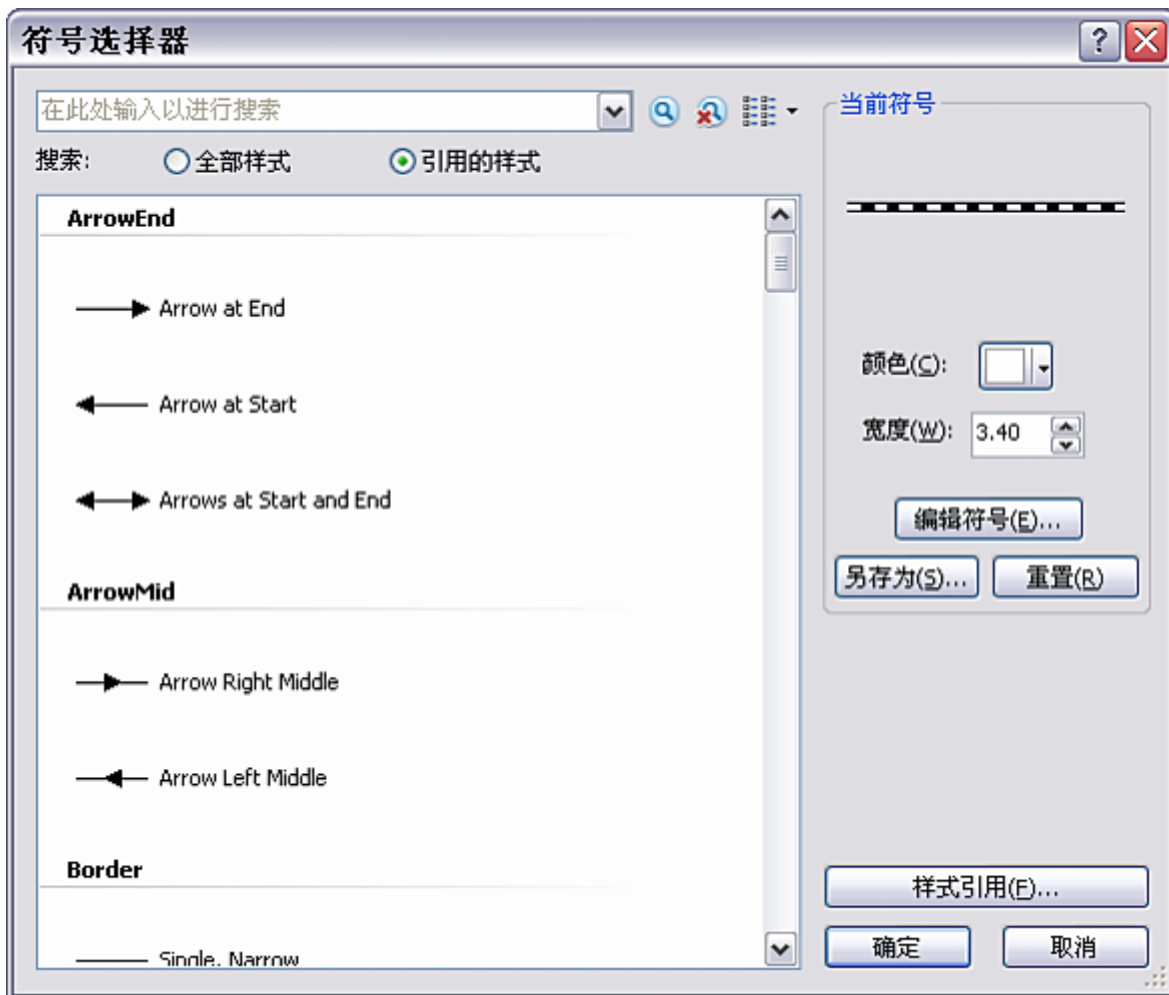 符号选择器
在此处输入以进行搜索
搜索: 全部样式 引用的样式
ArrowEnd
Arrow at End
Arrow at Start
Arrows at Start and End
ArrowMid
Arrow Right Middle
Arrow Left Middle
Border
Single, Narrow
当前符号
颜色(C):
宽度(W): 3.40
编辑符号(E)...
另存为(S)... 重置(R)
样式引用(F)...
确定 取消